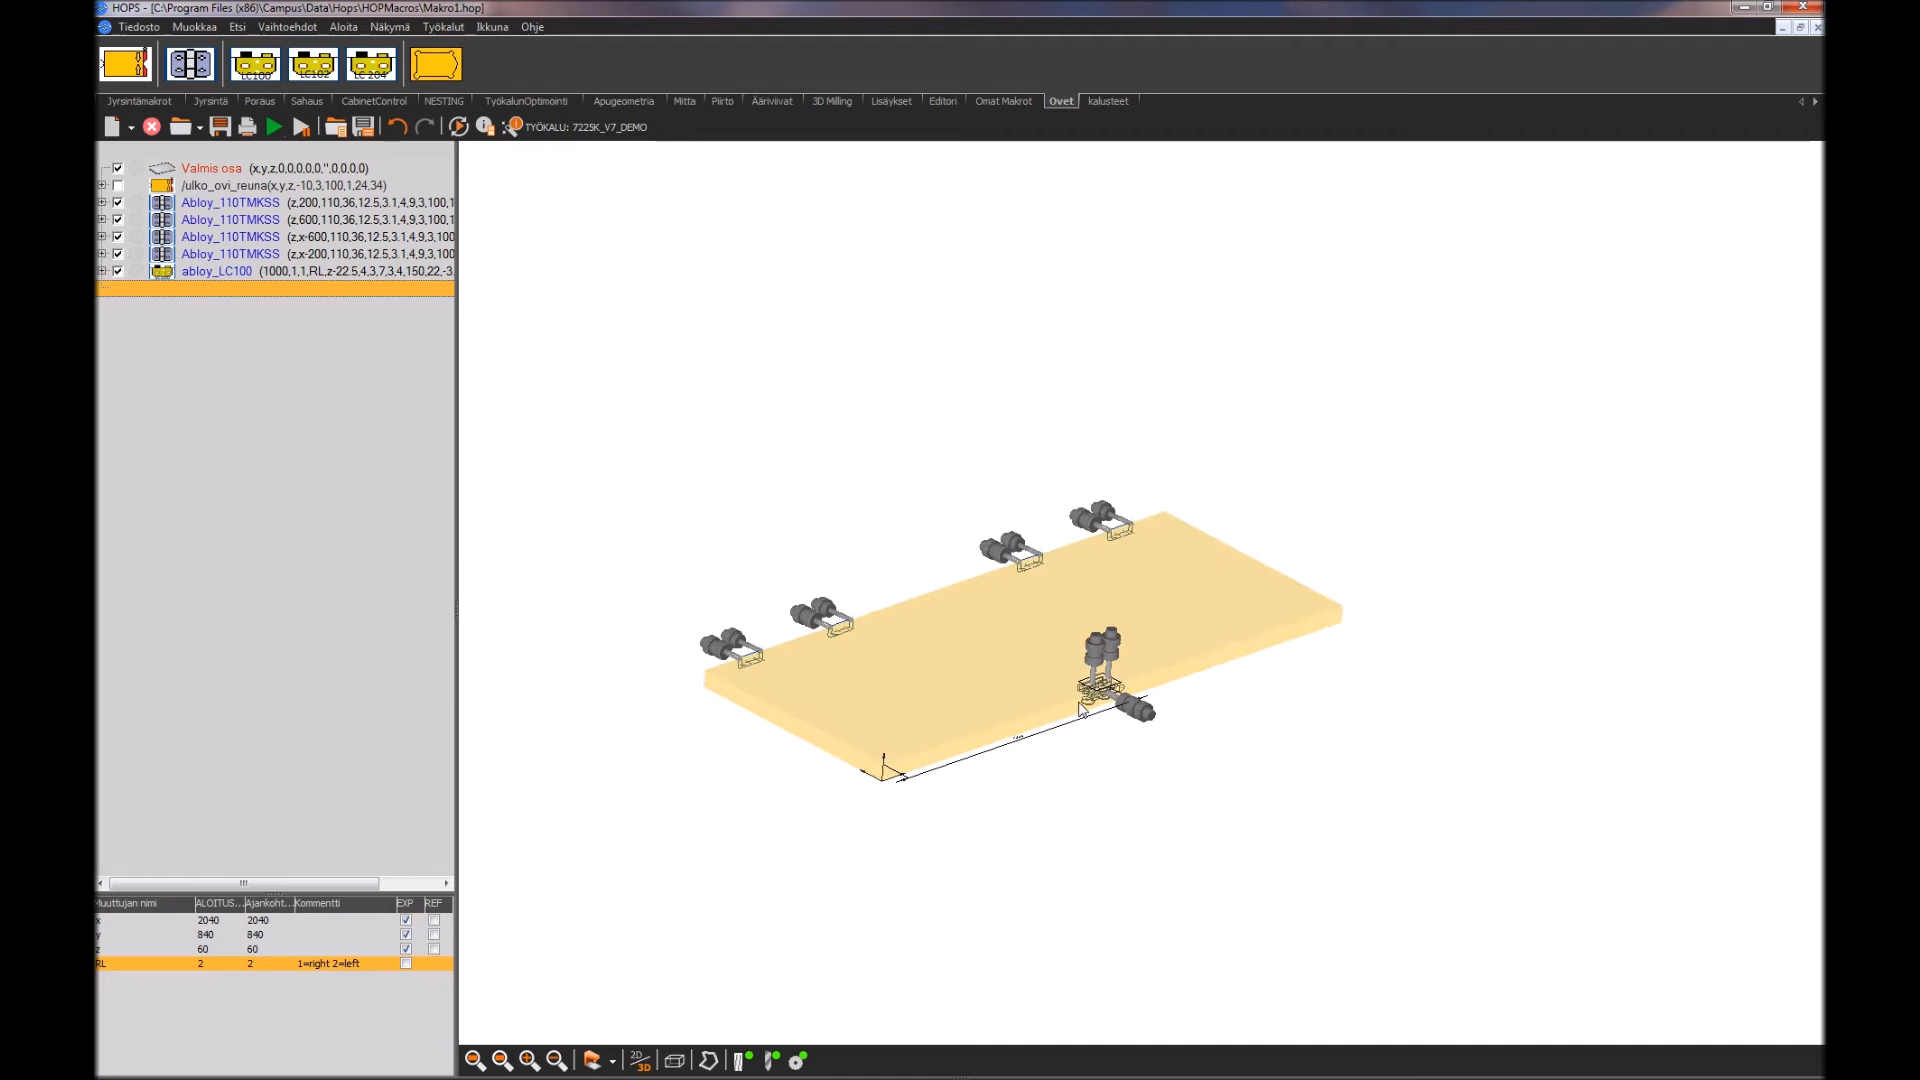 HOPS - [C:\Program Files (x86)\Campus\Data\Hops\HOPMacros\Makro1.hop]
Tiedosto Muokkaa Etsi Vaihtoehdot Aloita Näkymä Työkalut Ikkuna Ohje
LC100 LC102 LC 204
Jyrsintämakrot Jyrsintä Poraus Sahaus CabinetControl NESTING TyökalunOptimointi Apugeometria Mitta Piirto Ääriviivat 3D Milling Lisäykset Editori Omat Makrot Ovet kalusteet
TYÖKALU: 7225K_V7_DEMO
Valmis osa (x,y,z,0,0,0,0,0,'',0,0,0,0)
/ulko_ovi_reuna(x,y,z,-10,3,100,1,24,34)
Abloy_110TMKSS (z,200,110,36,12.5,3.1,4,9,3,100,1
Abloy_110TMKSS (z,600,110,36,12.5,3.1,4,9,3,100,1
Abloy_110TMKSS (z,x-600,110,36,12.5,3.1,4,9,3,100
Abloy_110TMKSS (z,x-200,110,36,12.5,3.1,4,9,3,100
abloy_LC100 (1000,1,1,RL,z-22.5,4,3,7,3,4,150,22,-3.
Muuttujan nimi ALOITUS... Ajankoht... Kommentti EXP REF
x 2040 2040
y 840 840
z 60 60
RL 2 2 1=right 2=left
2D
3D